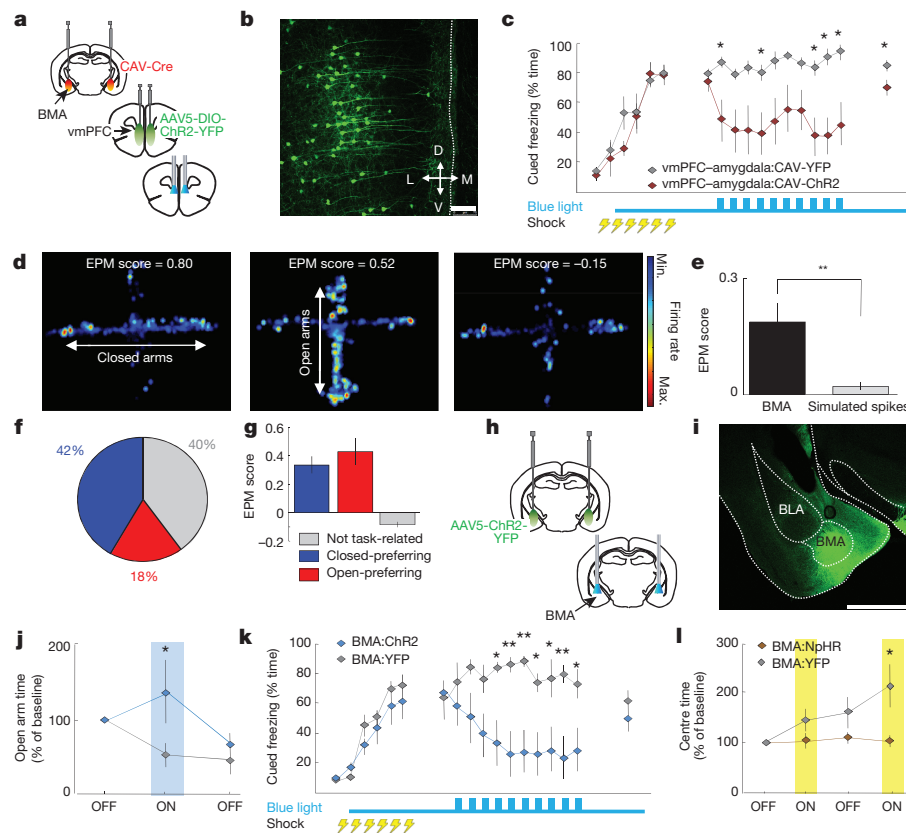 a
CAV-Cre
BMA
AAV5-DIO-
ChR2-YFP
vmPFC
b
D
L
M
V
c
Cued freezing (% time)
100
80
60
40
20
*
*
*
*
*
*
vmPFC–amygdala:CAV-YFP
vmPFC–amygdala:CAV-ChR2
Blue light
Shock
d
EPM score = 0.80
Closed arms
EPM score = 0.52
Open arms
EPM score = –0.15
Min.
Firing rate
Max.
e
EPM score
0.3
0
**
BMA
Simulated spikes
f
42%
40%
18%
g
EPM score
0.6
0.4
0.2
0
−0.2
Not task-related
Closed-preferring
Open-preferring
h
AAV5-ChR2-
YFP
BMA
i
BLA
BMA
j
Open arm time
(% of baseline)
200
100
0
*
OFF
ON
OFF
k
Cued freezing (% time)
100
80
60
40
20
BMA:ChR2
BMA:YFP
*
**
**
*
*
**
*
Blue light
Shock
l
Centre time
(% of baseline)
300
200
100
0
BMA:NpHR
BMA:YFP
*
OFF
ON
OFF
ON